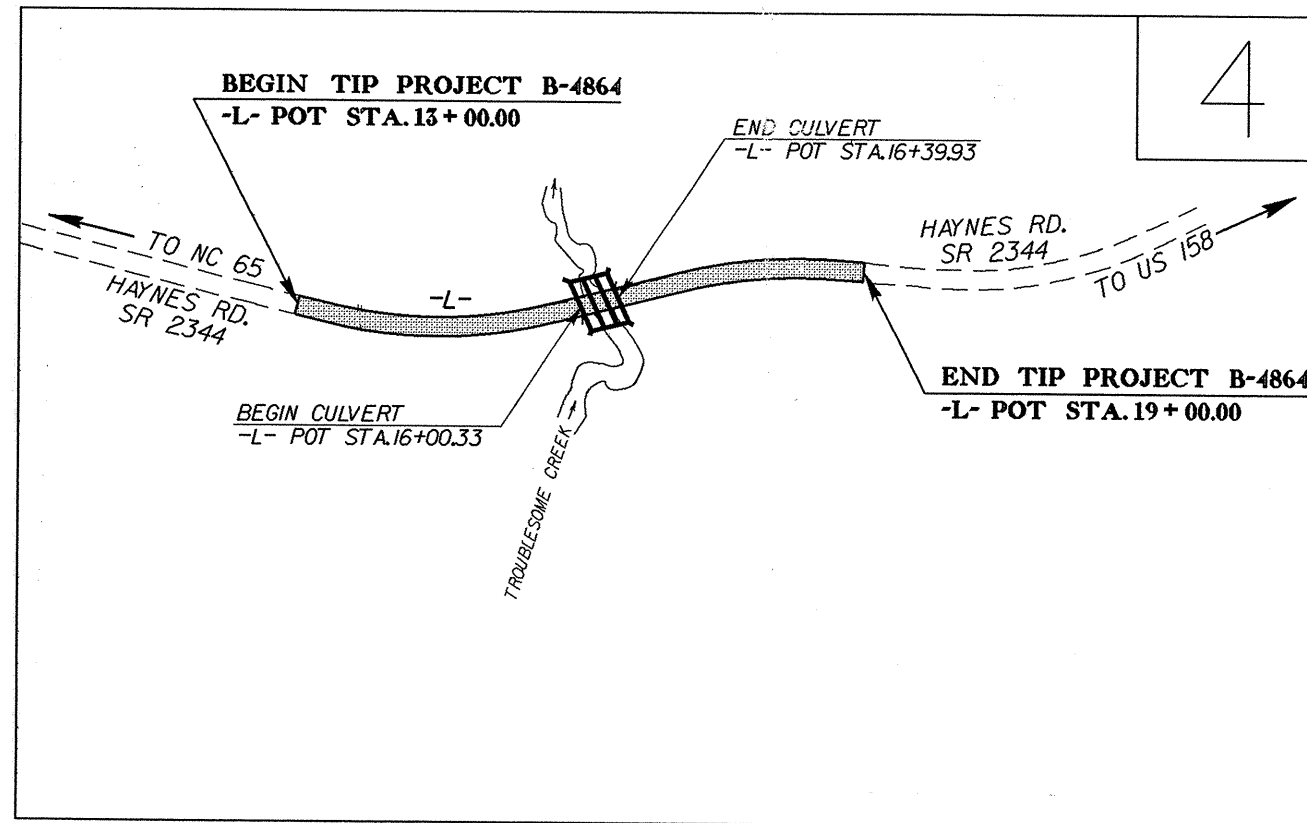 4
BEGIN TIP PROJECT B-4864
-L- POT STA. 13 + 00.00
END CULVERT
-L- POT STA.16+39.93
TO NC 65
HAYNES RD.
SR 2344
-L-
HAYNES RD.
SR 2344
TO US 158
BEGIN CULVERT
-L- POT STA.16+00.33
END TIP PROJECT B-4864
-L- POT STA. 19 + 00.00
TROUBLESOME CREEK